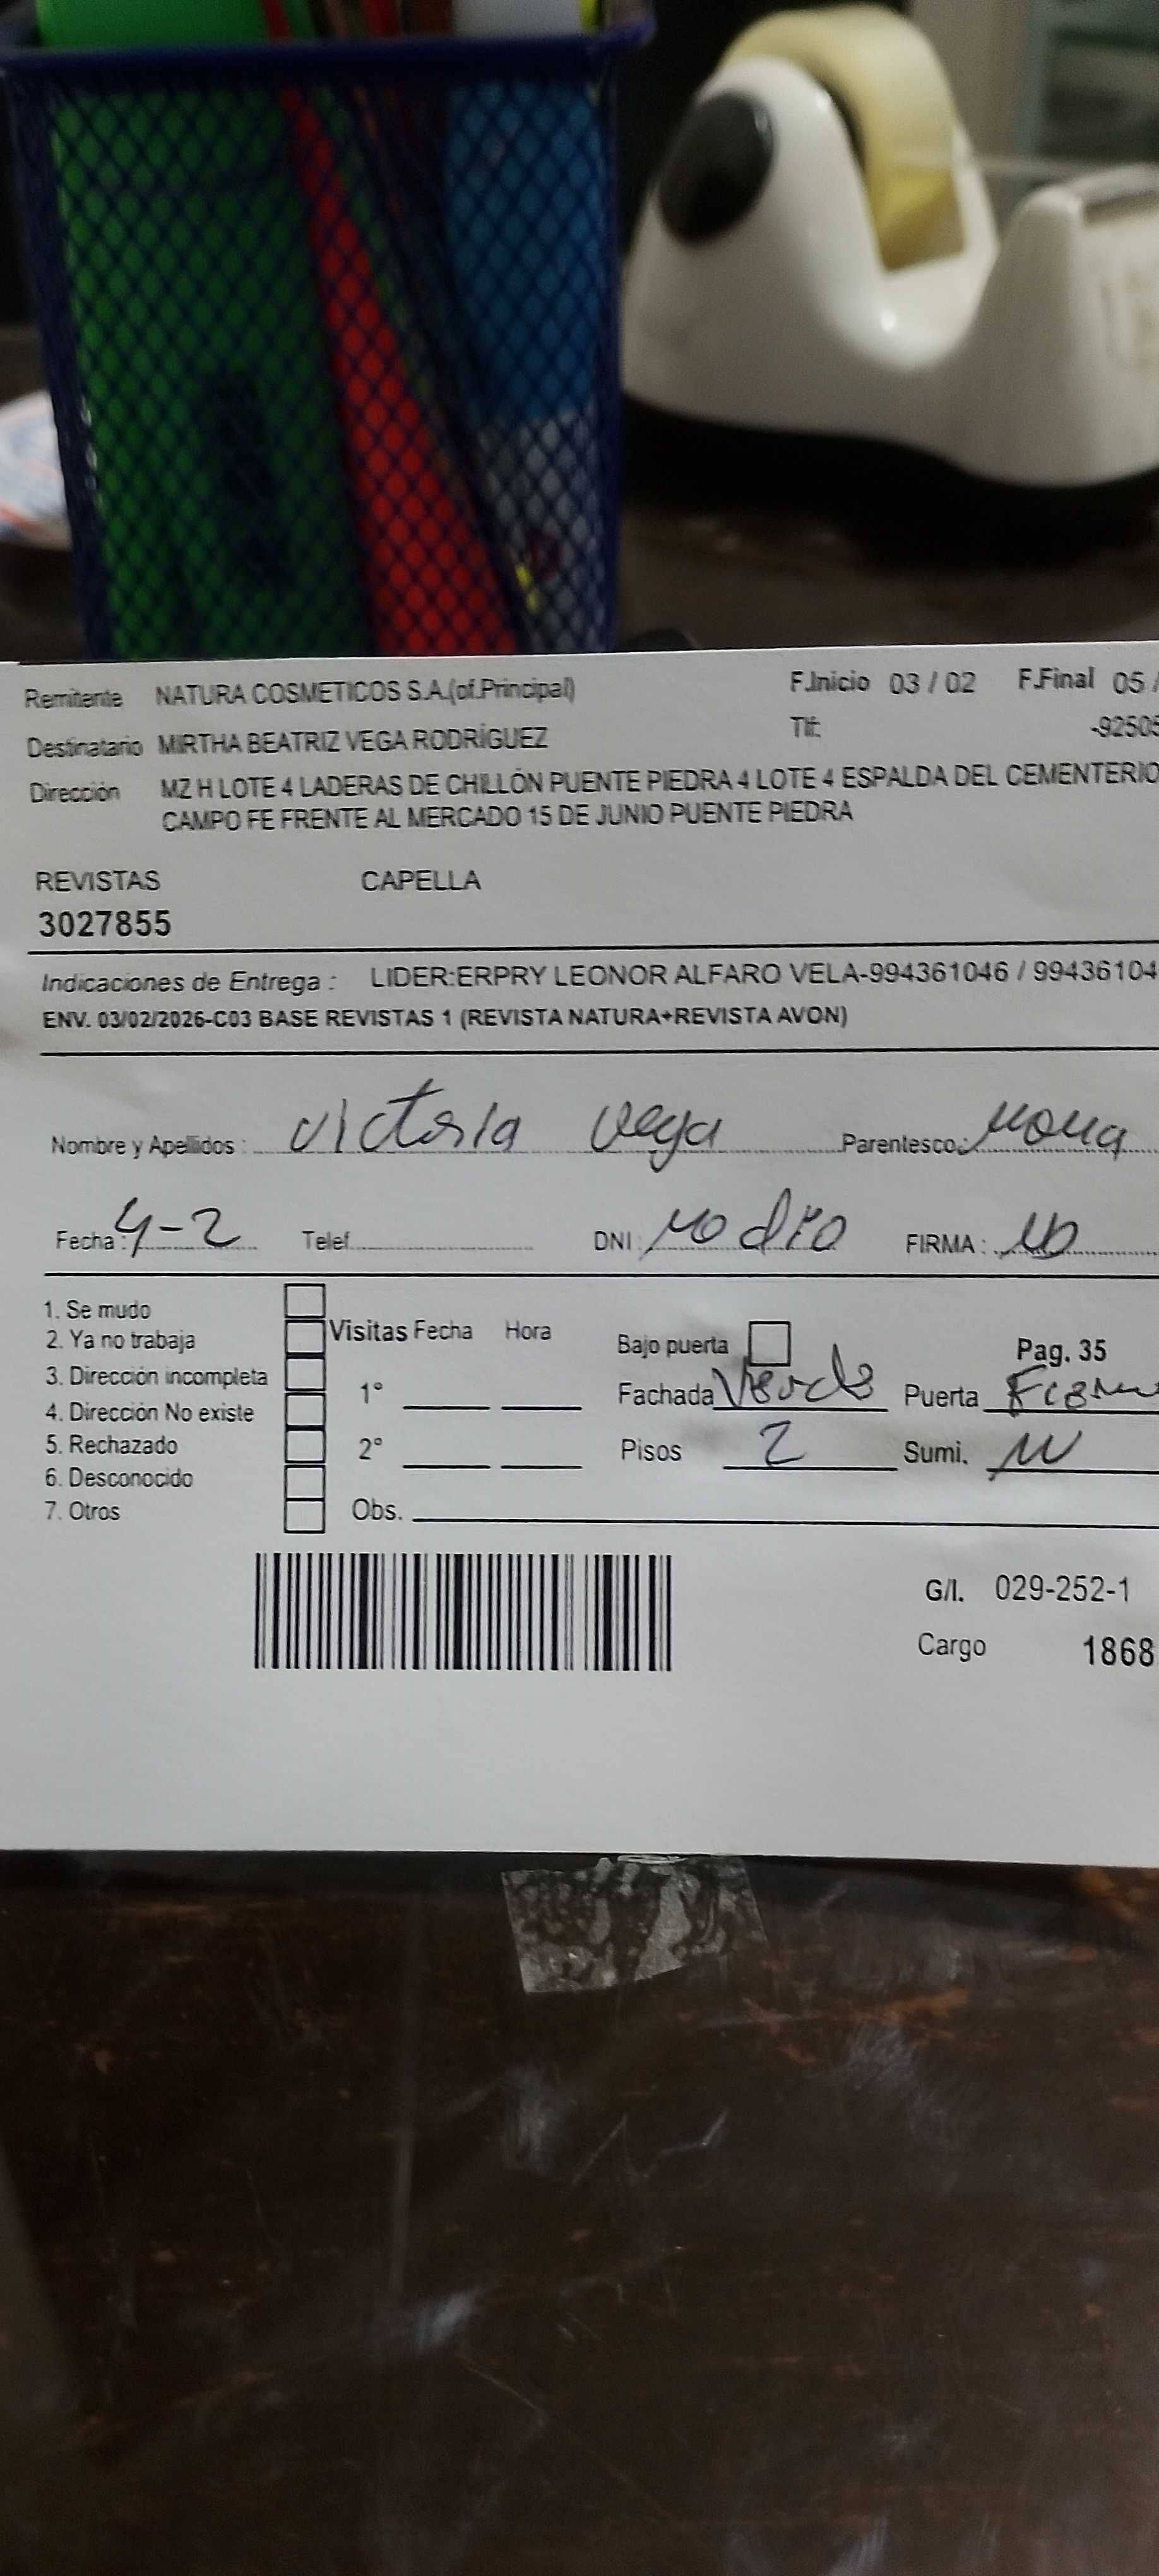 Remitente NATURA COSMETICOS S.A.(of.Principal) F.Inicio 03 / 02 F.Final 05 /
Destinatario MIRTHA BEATRIZ VEGA RODRÍGUEZ Tlf: -92505
Dirección MZ H LOTE 4 LADERAS DE CHILLÓN PUENTE PIEDRA 4 LOTE 4 ESPALDA DEL CEMENTERIO
CAMPO FE FRENTE AL MERCADO 15 DE JUNIO PUENTE PIEDRA
REVISTAS CAPELLA
3027855
Indicaciones de Entrega : LIDER:ERPRY LEONOR ALFARO VELA-994361046 / 99436104
ENV. 03/02/2026-C03 BASE REVISTAS 1 (REVISTA NATURA+REVISTA AVON)
Nombre y Apellidos : Victoria Vega Parentesco :
Fecha : 4-2 Telef. DNI : no dio FIRMA :
1. Se mudo
2. Ya no trabaja Visitas Fecha Hora Bajo puerta Pag. 35
3. Dirección incompleta 1° Fachada Verde Puerta
4. Dirección No existe
5. Rechazado 2° Pisos 2 Sumi.
6. Desconocido
7. Otros Obs.
G/I. 029-252-1
Cargo 1868